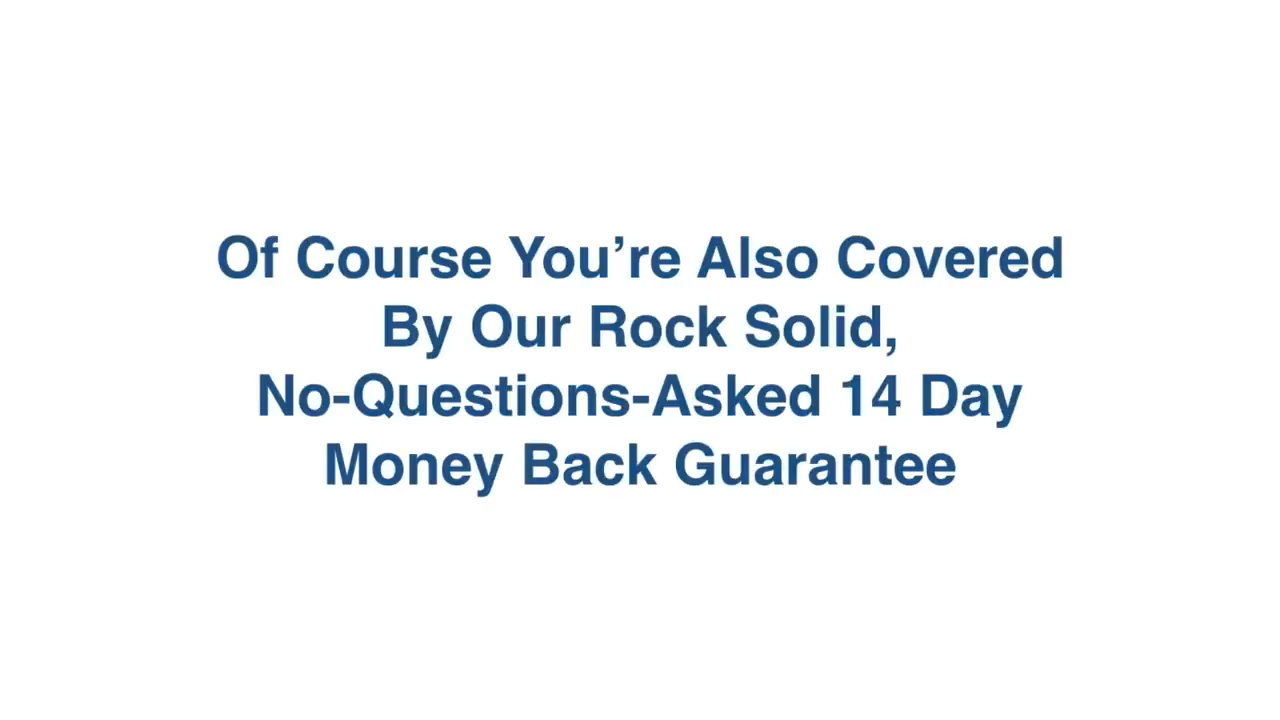 Of Course You’re Also Covered
By Our Rock Solid,
No-Questions-Asked 14 Day
Money Back Guarantee